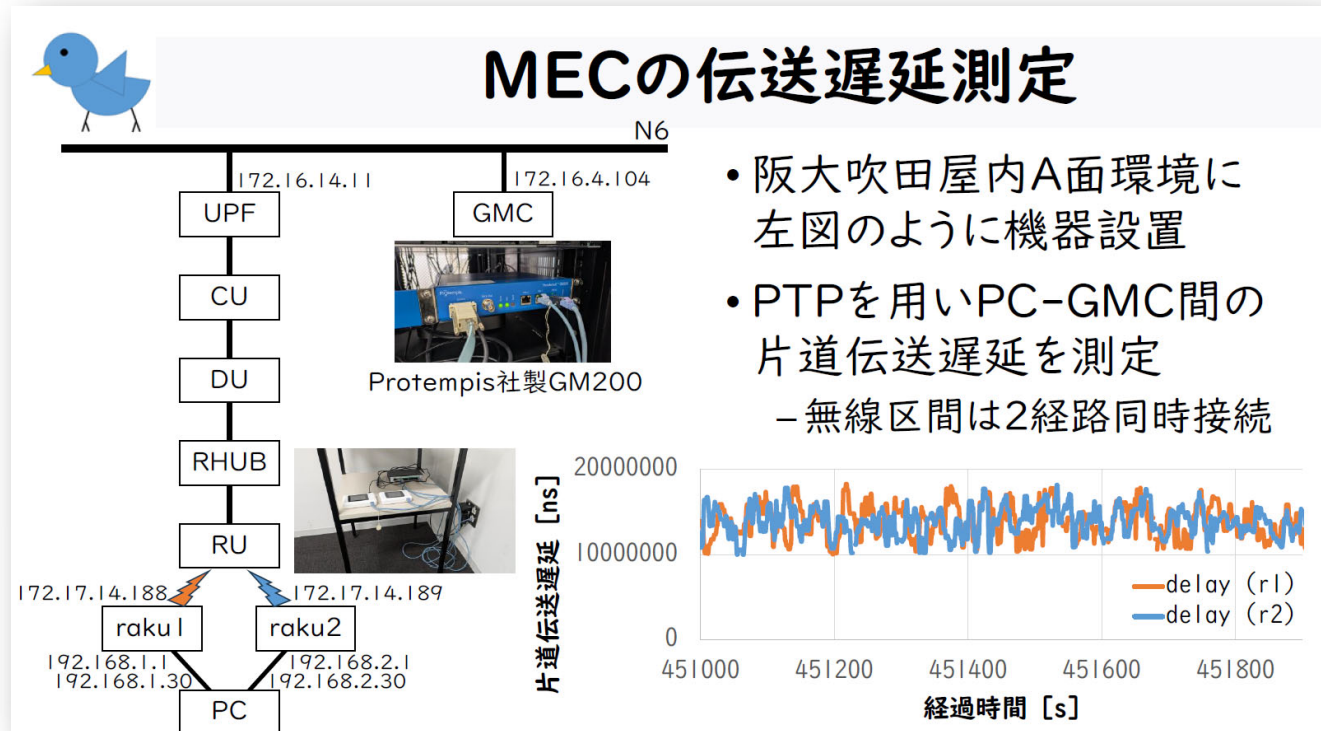 MECの伝送遅延測定
N6
172.16.14.11
172.16.4.104
UPF
GMC
CU
DU
Protempis社製GM200
RHUB
RU
172.17.14.188
172.17.14.189
raku1
raku2
192.168.1.1
192.168.2.1
192.168.1.30
192.168.2.30
PC
• 阪大吹田屋内A面環境に
左図のように機器設置
• PTPを用いPC-GMC間の
片道伝送遅延を測定
–無線区間は2経路同時接続
片道伝送遅延 [ns]
20000000
10000000
0
delay (r1)
delay (r2)
451000 451200 451400 451600 451800
経過時間 [s]